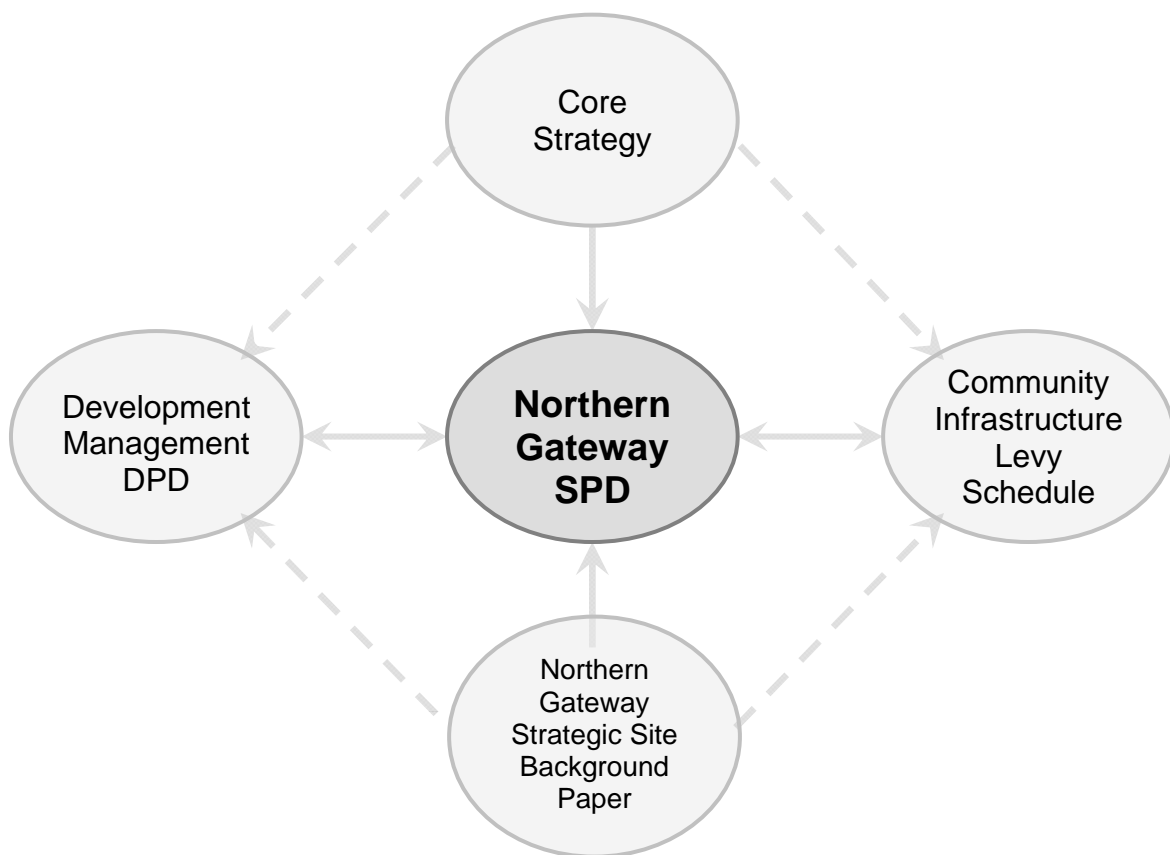 Core
Strategy
Development
Management
DPD
Northern
Gateway
SPD
Community
Infrastructure
Levy
Schedule
Northern
Gateway
Strategic Site
Background
Paper